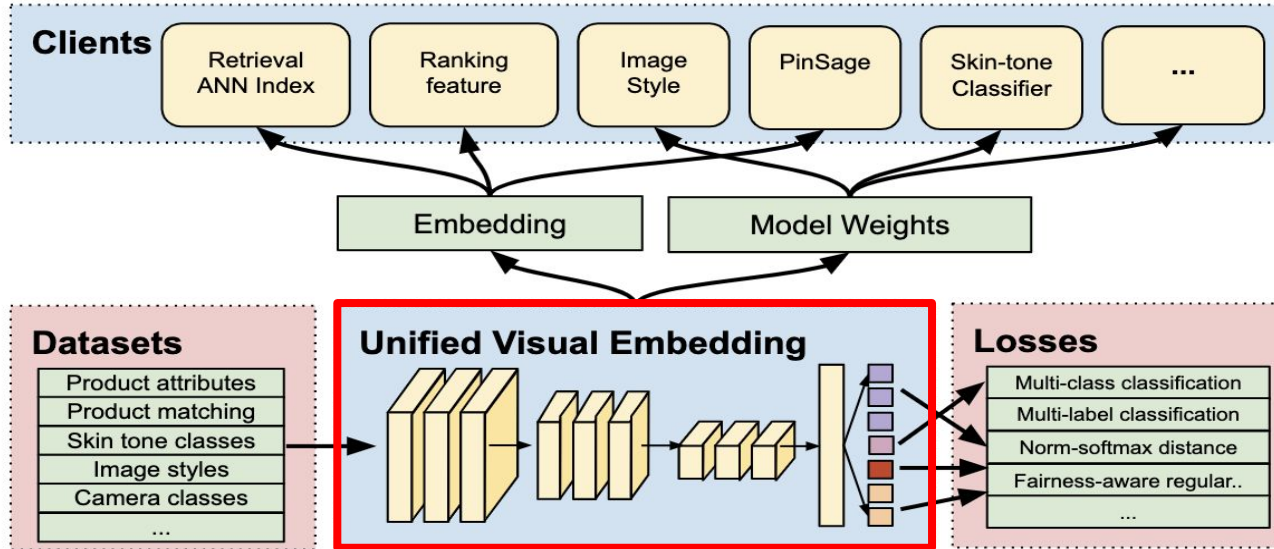 Clients
Retrieval
ANN Index
Ranking
feature
Image
Style
PinSage
Skin-tone
Classifier
...
Embedding
Model Weights
Datasets
Product attributes
Product matching
Skin tone classes
Image styles
Camera classes
...
Unified Visual Embedding
Losses
Multi-class classification
Multi-label classification
Norm-softmax distance
Fairness-aware regular..
...